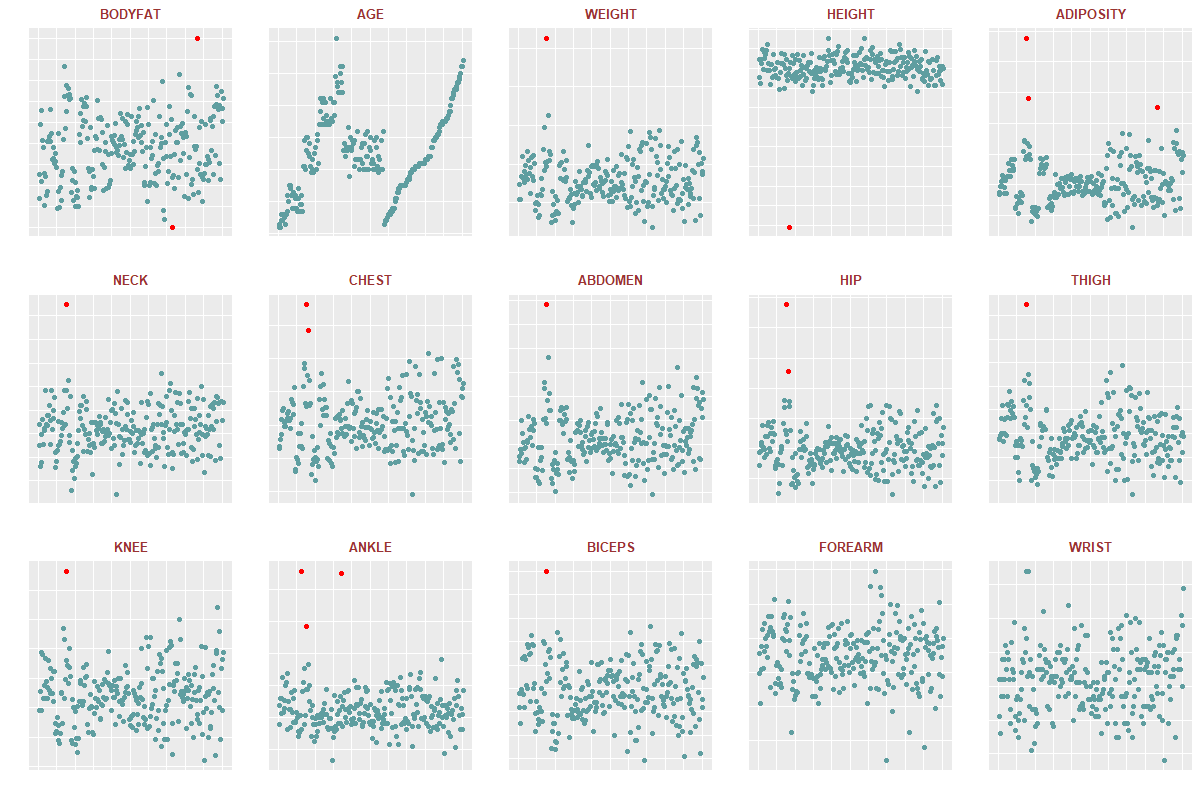 BODYFAT AGE WEIGHT HEIGHT ADIPOSITY
NECK CHEST ABDOMEN HIP THIGH
KNEE ANKLE BICEPS FOREARM WRIST